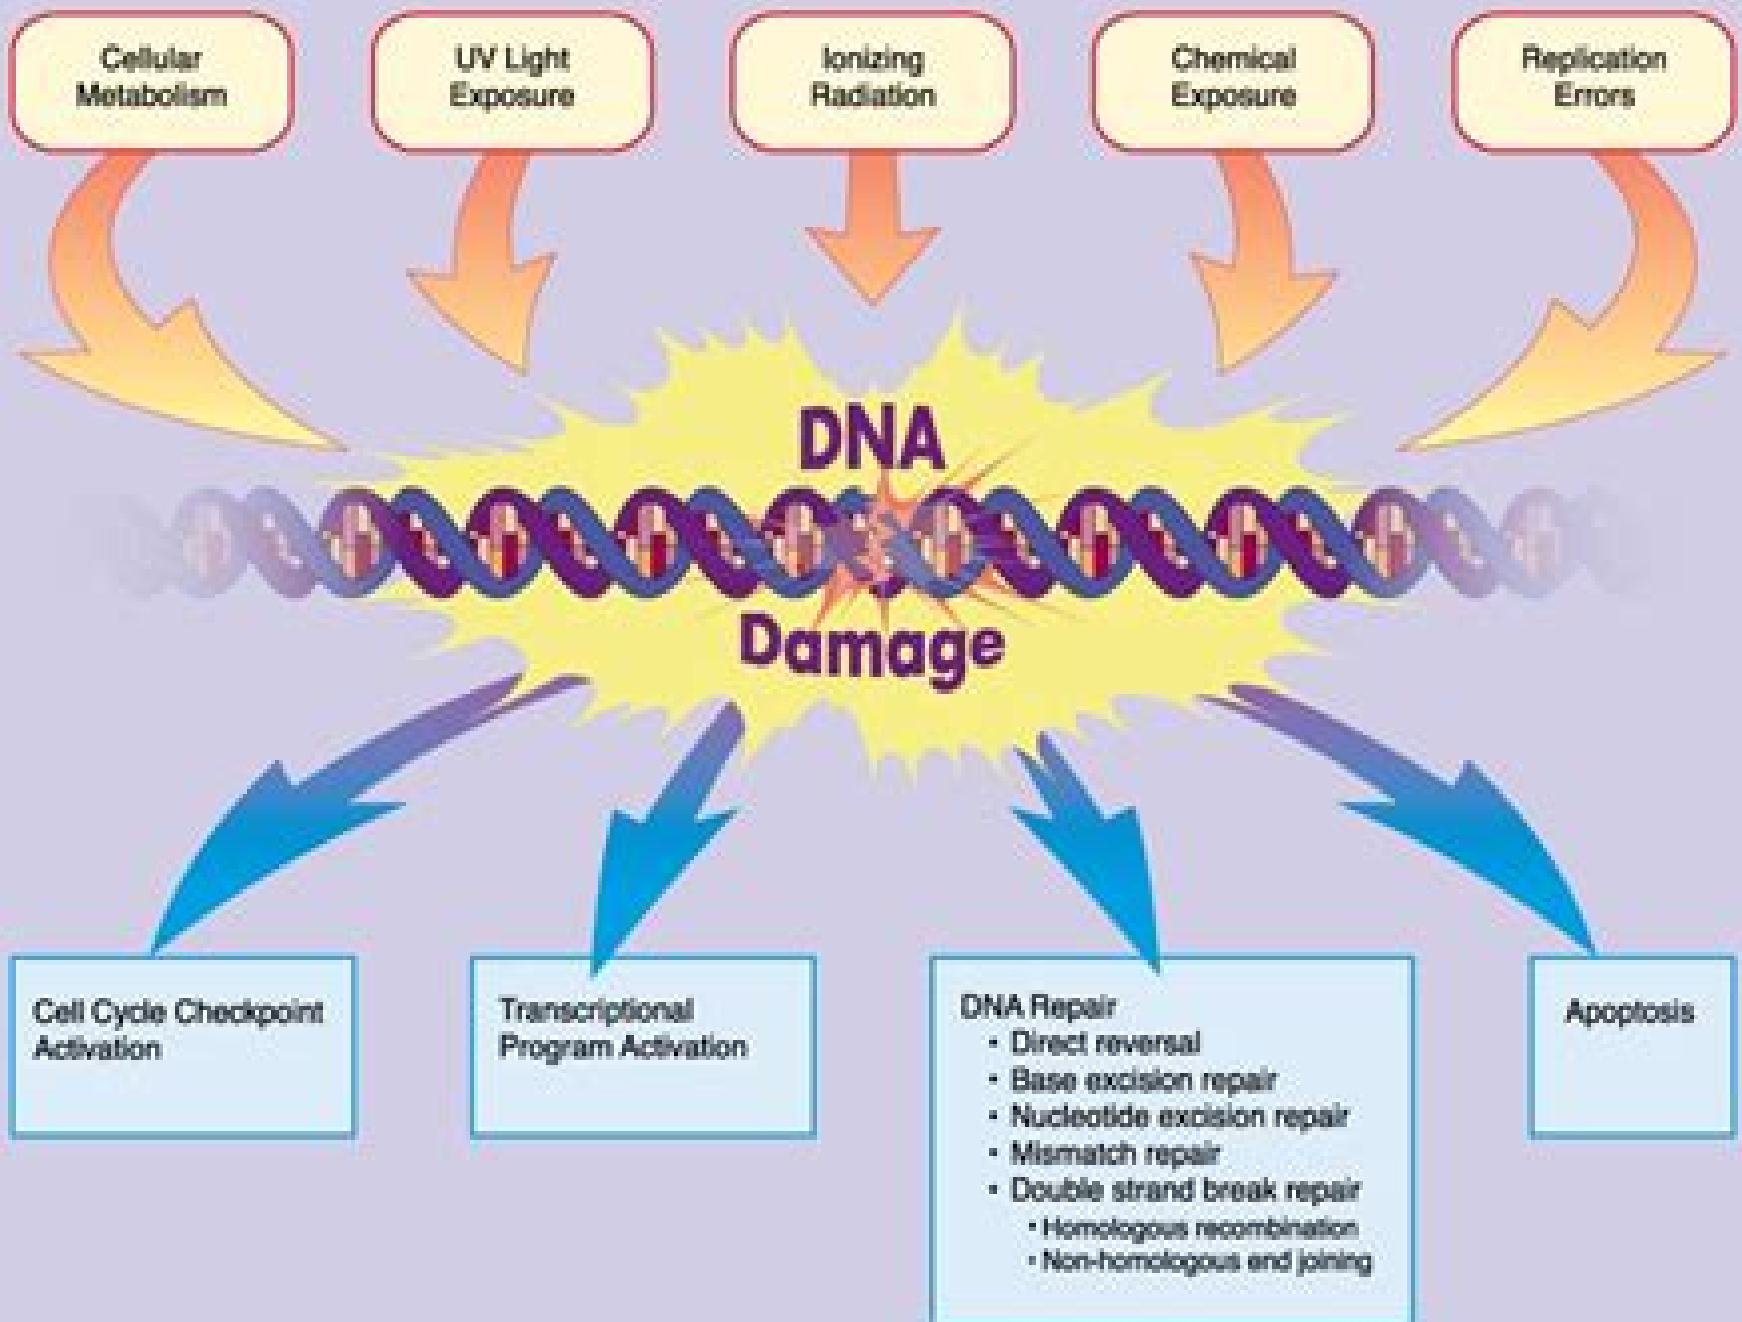 Cellular
Metabolism
UV Light
Exposure
Ionizing
Radiation
Chemical
Exposure
Replication
Errors
DNA
Damage
Cell Cycle Checkpoint
Activation
Transcriptional
Program Activation
DNA Repair
• Direct reversal
• Base excision repair
• Nucleotide excision repair
• Mismatch repair
• Double strand break repair
• Homologous recombination
• Non-homologous end joining
Apoptosis